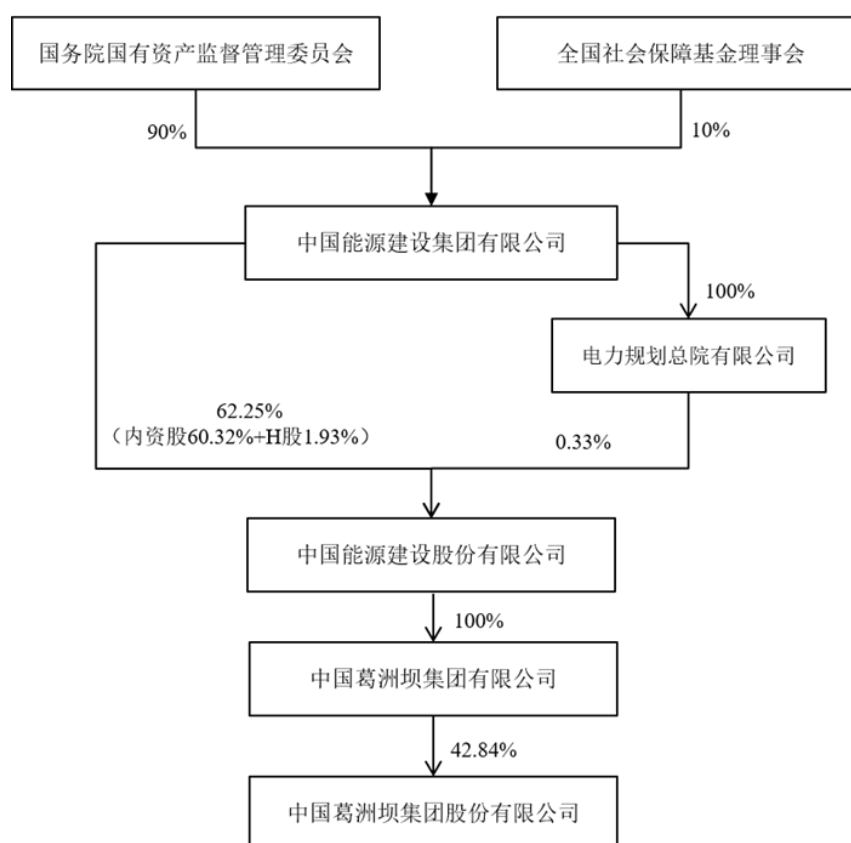 国务院国有资产监督管理委员会
全国社会保障基金理事会
90%
10%
中国能源建设集团有限公司
100%
电力规划总院有限公司
62.25%
（内资股60.32%+H股1.93%）
0.33%
中国能源建设股份有限公司
100%
中国葛洲坝集团有限公司
42.84%
中国葛洲坝集团股份有限公司